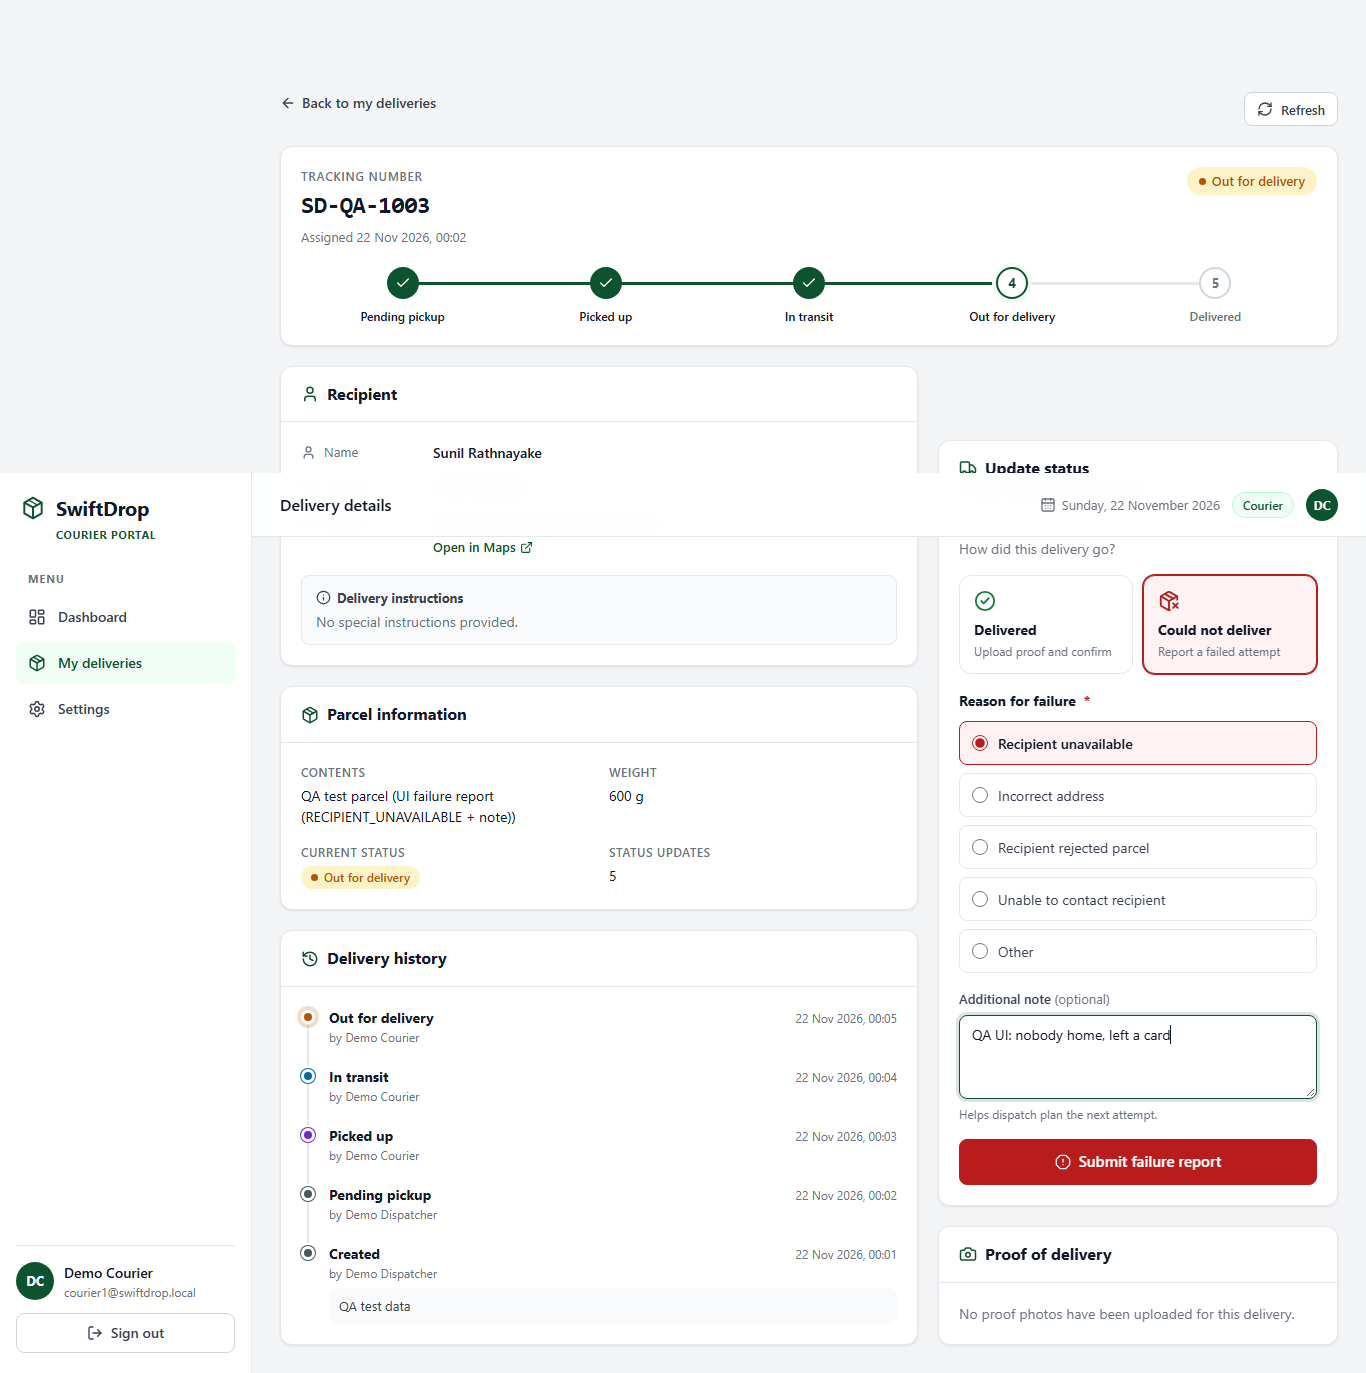 Back to my deliveries
Refresh
TRACKING NUMBER
SD-QA-1003
Assigned 22 Nov 2026, 00:02
Out for delivery
4
5
Pending pickup
Picked up
In transit
Out for delivery
Delivered
Recipient
Name
Sunil Rathnayake
Update status
SwiftDrop
COURIER PORTAL
Delivery details
Sunday, 22 November 2026
Courier
DC
MENU
Dashboard
My deliveries
Settings
Open in Maps
Delivery instructions
No special instructions provided.
Parcel information
CONTENTS
QA test parcel (UI failure report
(RECIPIENT_UNAVAILABLE + note))
WEIGHT
600 g
CURRENT STATUS
Out for delivery
STATUS UPDATES
5
Delivery history
Out for delivery
22 Nov 2026, 00:05
by Demo Courier
In transit
22 Nov 2026, 00:04
by Demo Courier
Picked up
22 Nov 2026, 00:03
by Demo Courier
Pending pickup
22 Nov 2026, 00:02
by Demo Dispatcher
Created
22 Nov 2026, 00:01
by Demo Dispatcher
QA test data
How did this delivery go?
Delivered
Upload proof and confirm
Could not deliver
Report a failed attempt
Reason for failure *
Recipient unavailable
Incorrect address
Recipient rejected parcel
Unable to contact recipient
Other
Additional note (optional)
QA UI: nobody home, left a card
Helps dispatch plan the next attempt.
Submit failure report
Proof of delivery
No proof photos have been uploaded for this delivery.
DC
Demo Courier
courier1@swiftdrop.local
Sign out